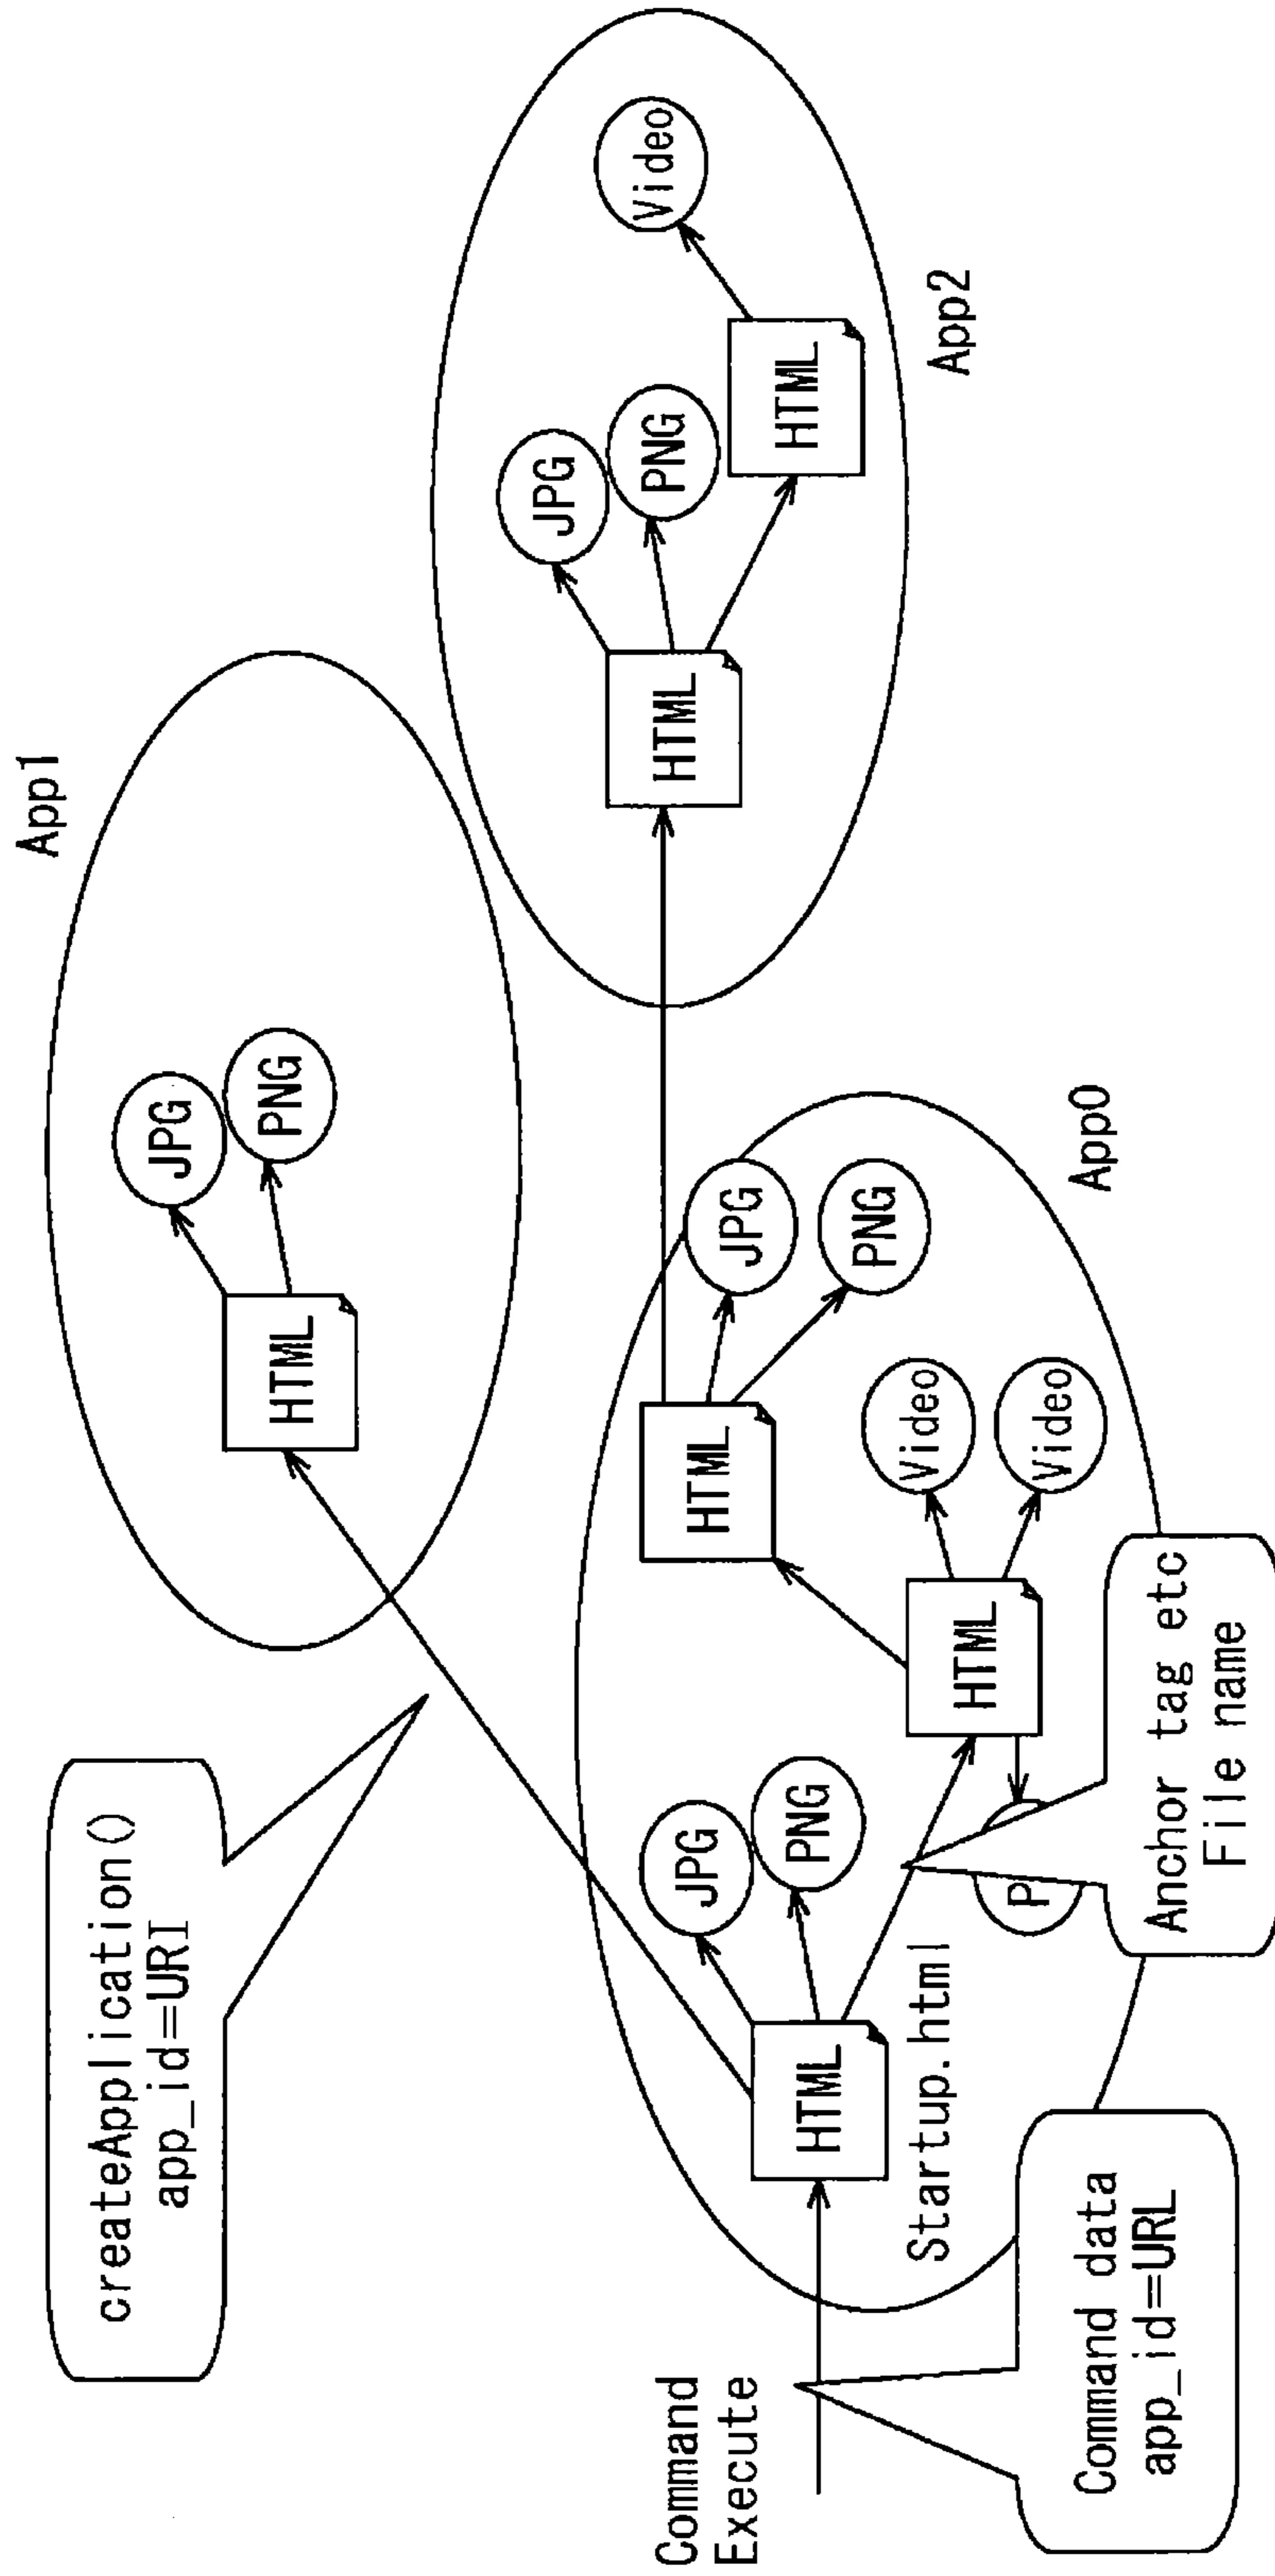 createApplication()
app_id=URI
App1
JPG
PNG
HTML
Command
Execute
Command data
app_id=URL
HTML
Startup.html
JPG
PNG
P
HTML
Anchor tag etc
File name
Video
Video
HTML
JPG
PNG
App0
HTML
JPG
PNG
HTML
Video
App2